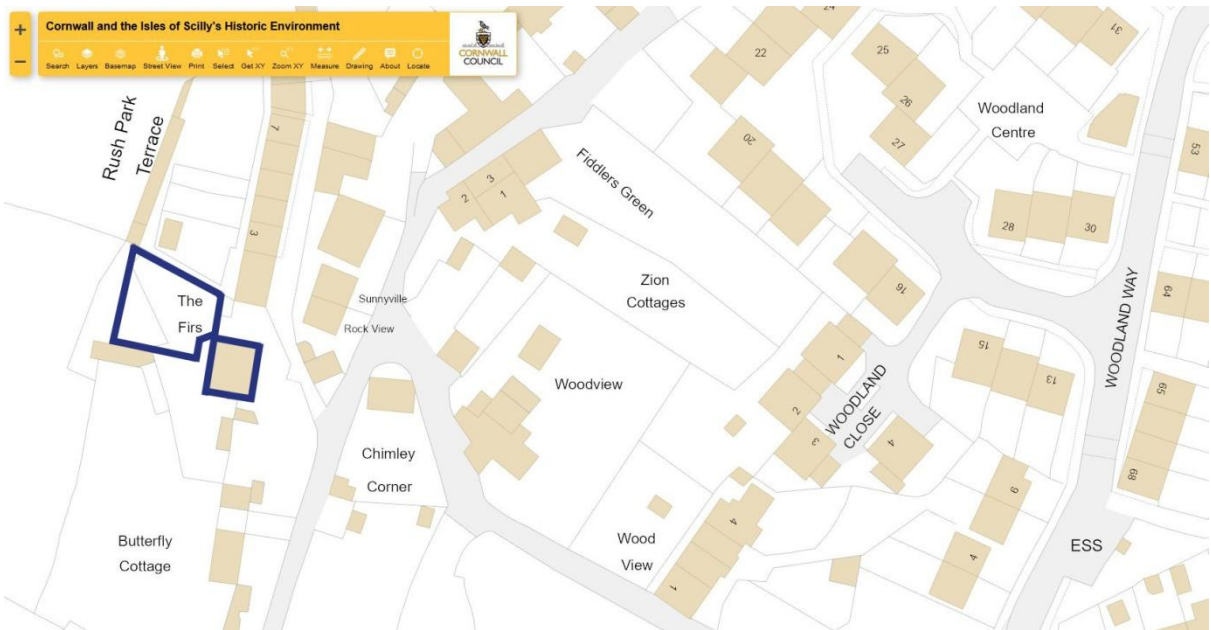 +
Cornwall and the Isles of Scilly's Historic Environment
Search Layers Basemap Street View Print Select Get XY Zoom XY Measure Drawing About Locate
CORNWALL
COUNCIL
−
24
22
31
25
26
27
Woodland
Centre
53
Rush Park
Terrace
7
3
20
Fiddlers Green
3
2
1
28
30
Zion
Cottages
16
WOODLAND WAY
64
The
Firs
Sunnyville
Rock View
15
13
1
Woodview
2
WOODLAND
CLOSE
3
4
65
68
Chimley
Corner
4
6
Butterfly
Cottage
Wood
View
1
4
ESS